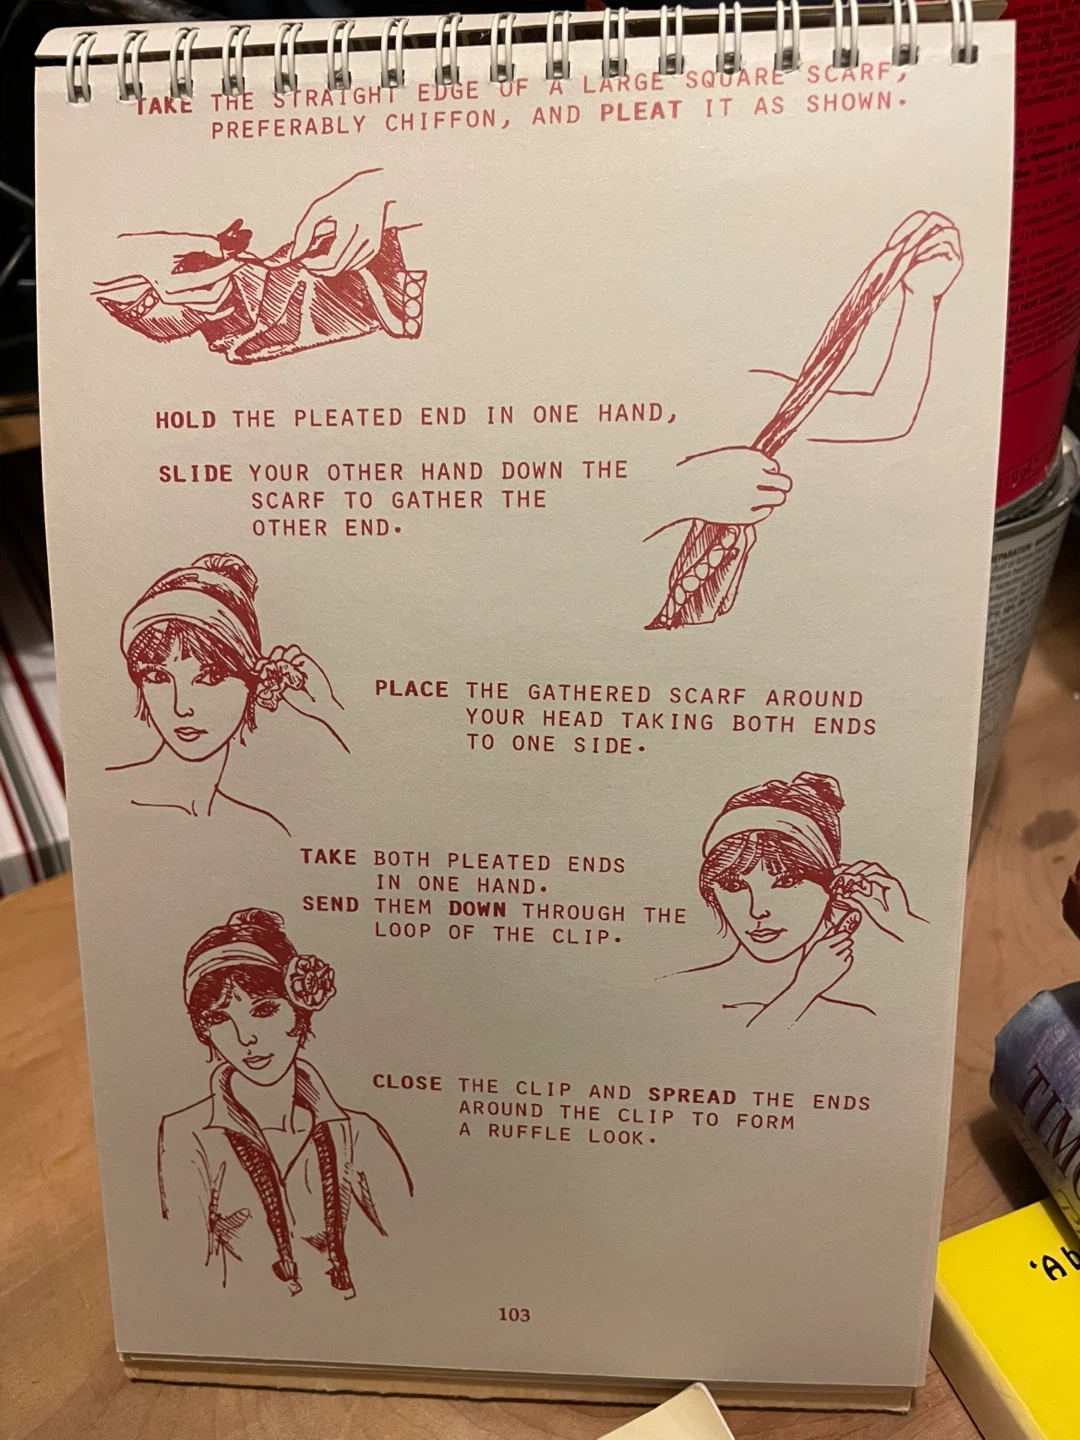 TAKE THE STRAIGHT EDGE OF A LARGE SQUARE SCARF,
PREFERABLY CHIFFON, AND PLEAT IT AS SHOWN.
HOLD THE PLEATED END IN ONE HAND,
SLIDE YOUR OTHER HAND DOWN THE
SCARF TO GATHER THE
OTHER END.
PLACE THE GATHERED SCARF AROUND
YOUR HEAD TAKING BOTH ENDS
TO ONE SIDE.
TAKE BOTH PLEATED ENDS
IN ONE HAND.
SEND THEM DOWN THROUGH THE
LOOP OF THE CLIP.
CLOSE THE CLIP AND SPREAD THE ENDS
AROUND THE CLIP TO FORM
A RUFFLE LOOK.
103